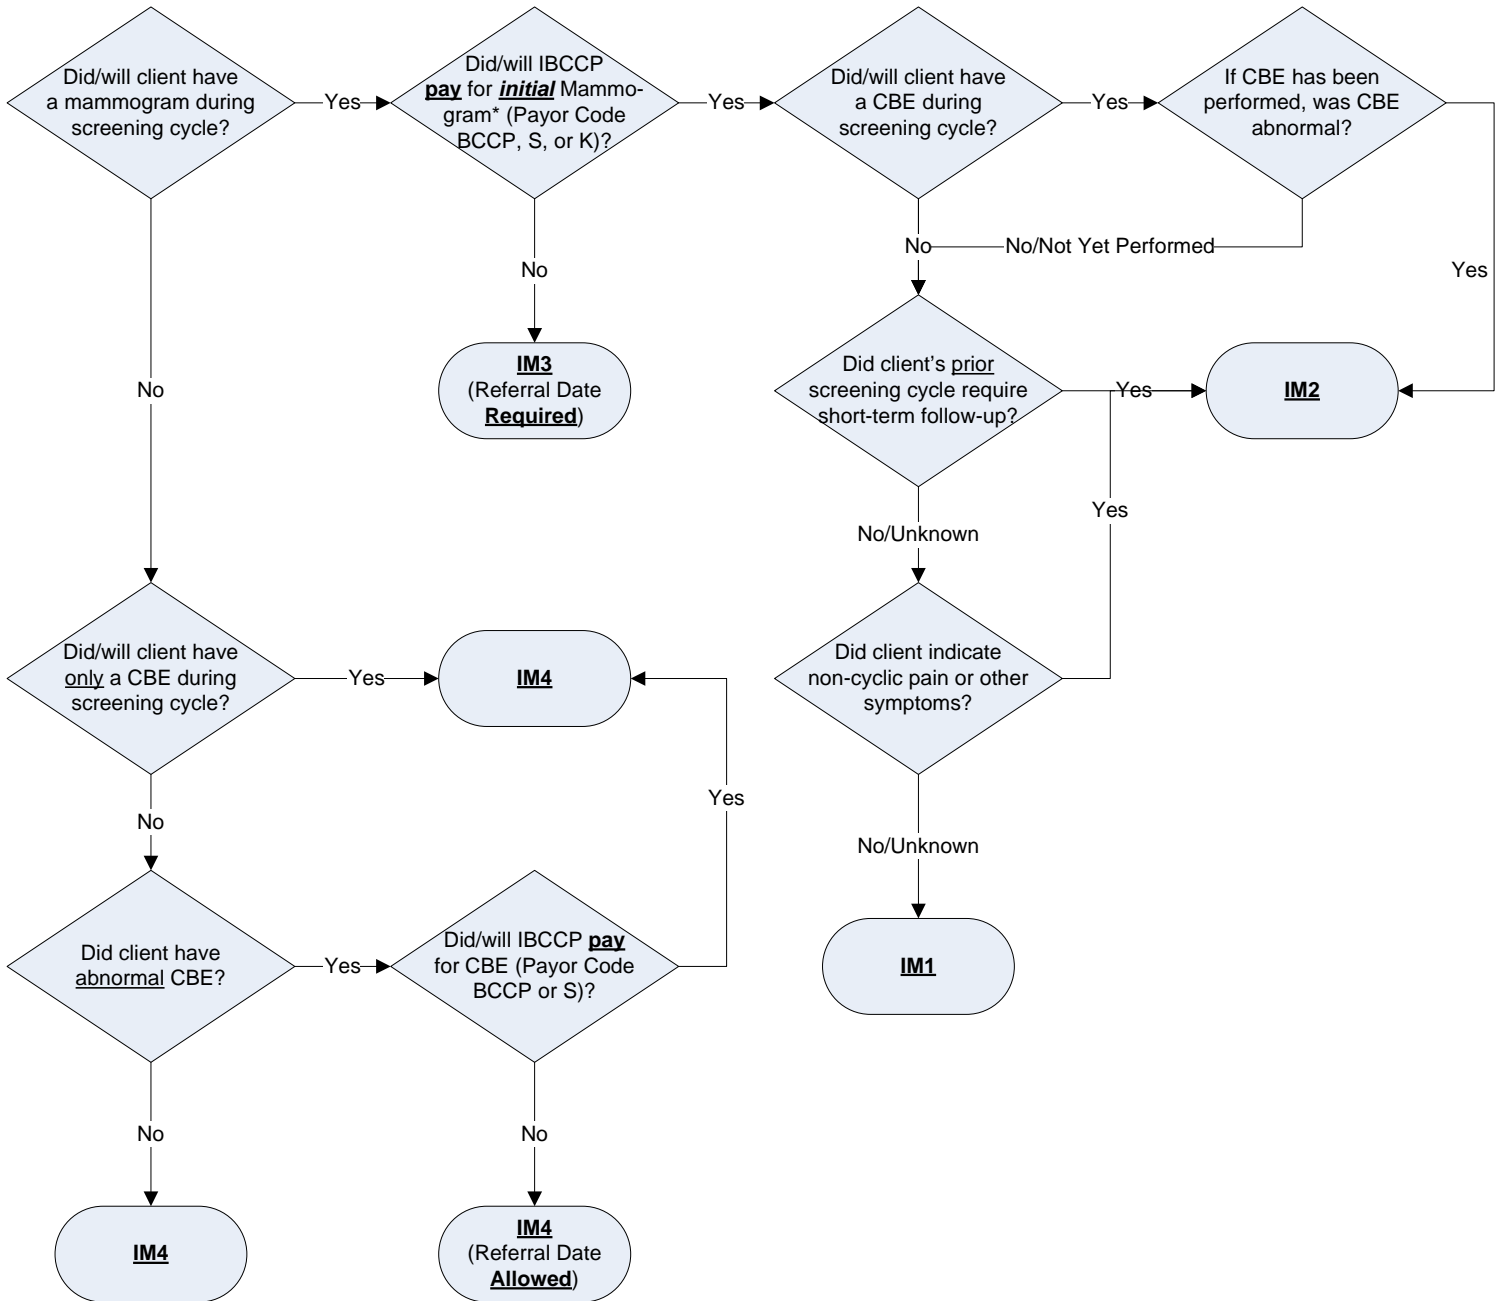 Did/will client have
a mammogram during
screening cycle?
Yes
Did/will IBCCP
pay for initial Mammo-
gram* (Payor Code
BCCP, S, or K)?
Yes
Did/will client have
a CBE during
screening cycle?
Yes
If CBE has been
performed, was CBE
abnormal?
No
No/Not Yet Performed
Yes
No
IM3
(Referral Date
Required)
No
Did client's prior
screening cycle require
short-term follow-up?
Yes
IM2
Yes
No/Unknown
Did/will client have
only a CBE during
screening cycle?
Yes
IM4
Did client indicate
non-cyclic pain or other
symptoms?
Yes
No
No/Unknown
Did client have
abnormal CBE?
Yes
Did/will IBCCP pay
for CBE (Payor Code
BCCP or S)?
IM1
No
No
IM4
IM4
(Referral Date
Allowed)